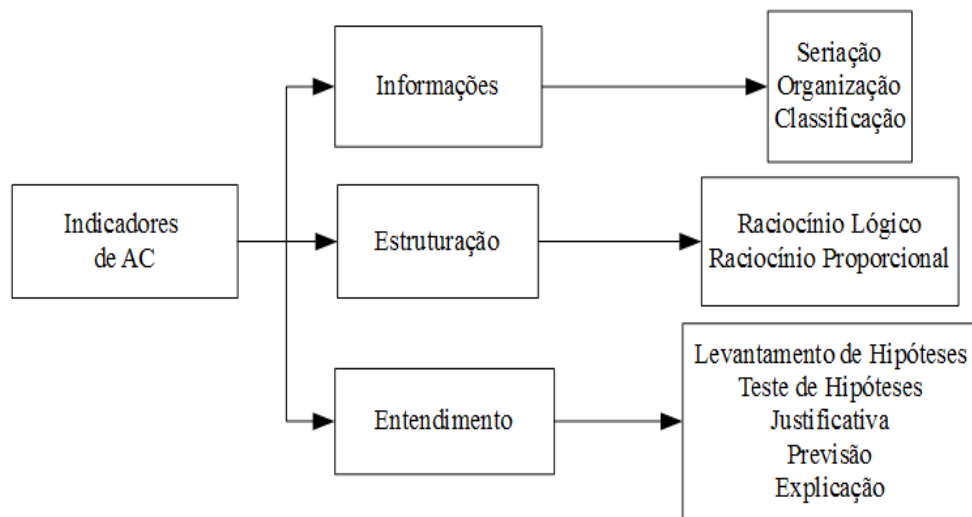 Indicadores
de AC
Informações
Seriação
Organização
Classificação
Estruturação
Raciocínio Lógico
Raciocínio Proporcional
Entendimento
Levantamento de Hipóteses
Teste de Hipóteses
Justificativa
Previsão
Explicação